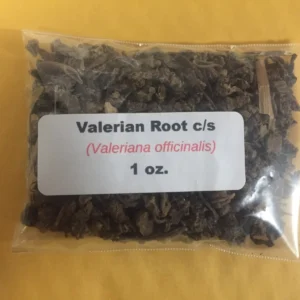 Valerian Root c/s
(Valeriana officinalis)
1 oz.